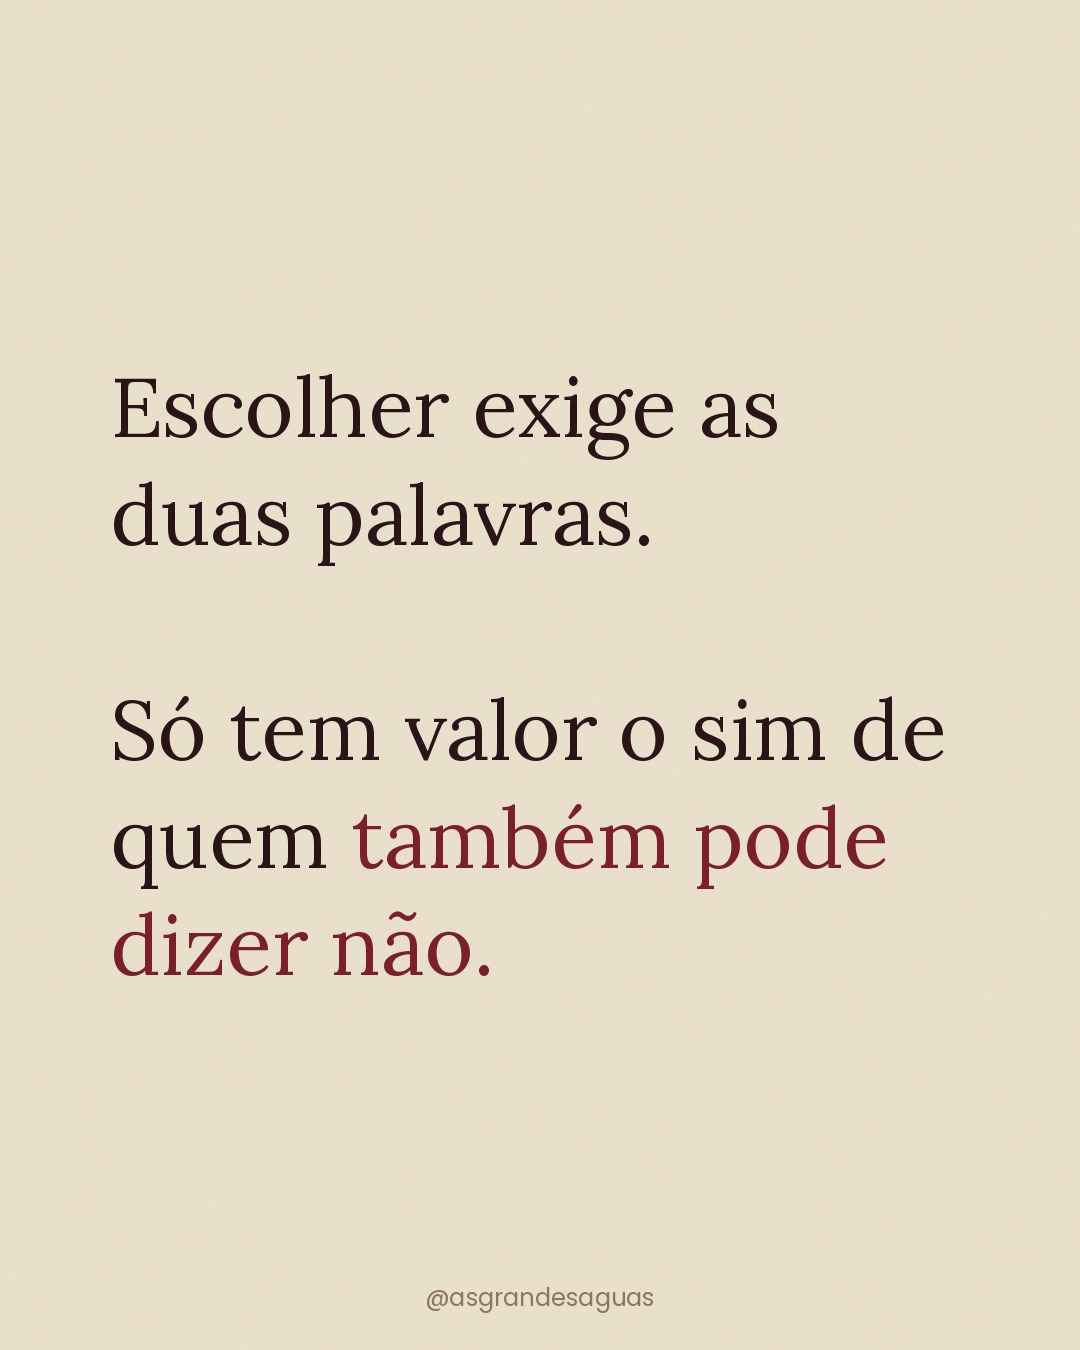 Escolher exige as
duas palavras.
Só tem valor o sim de
quem também pode
dizer não.
@asgrandesaguas